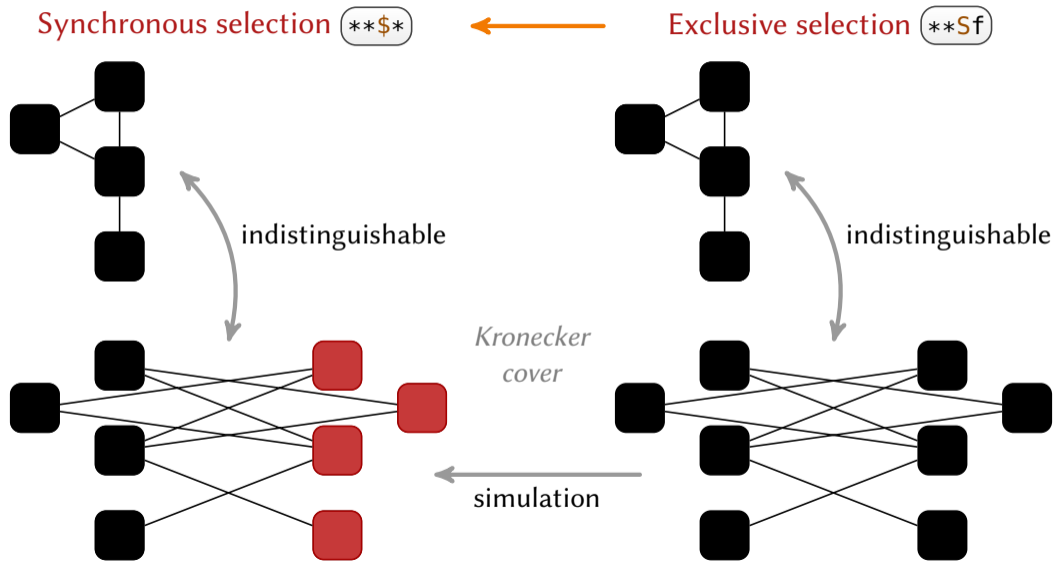 Synchronous selection **$*
Exclusive selection **Sf
indistinguishable
indistinguishable
Kronecker
cover
simulation